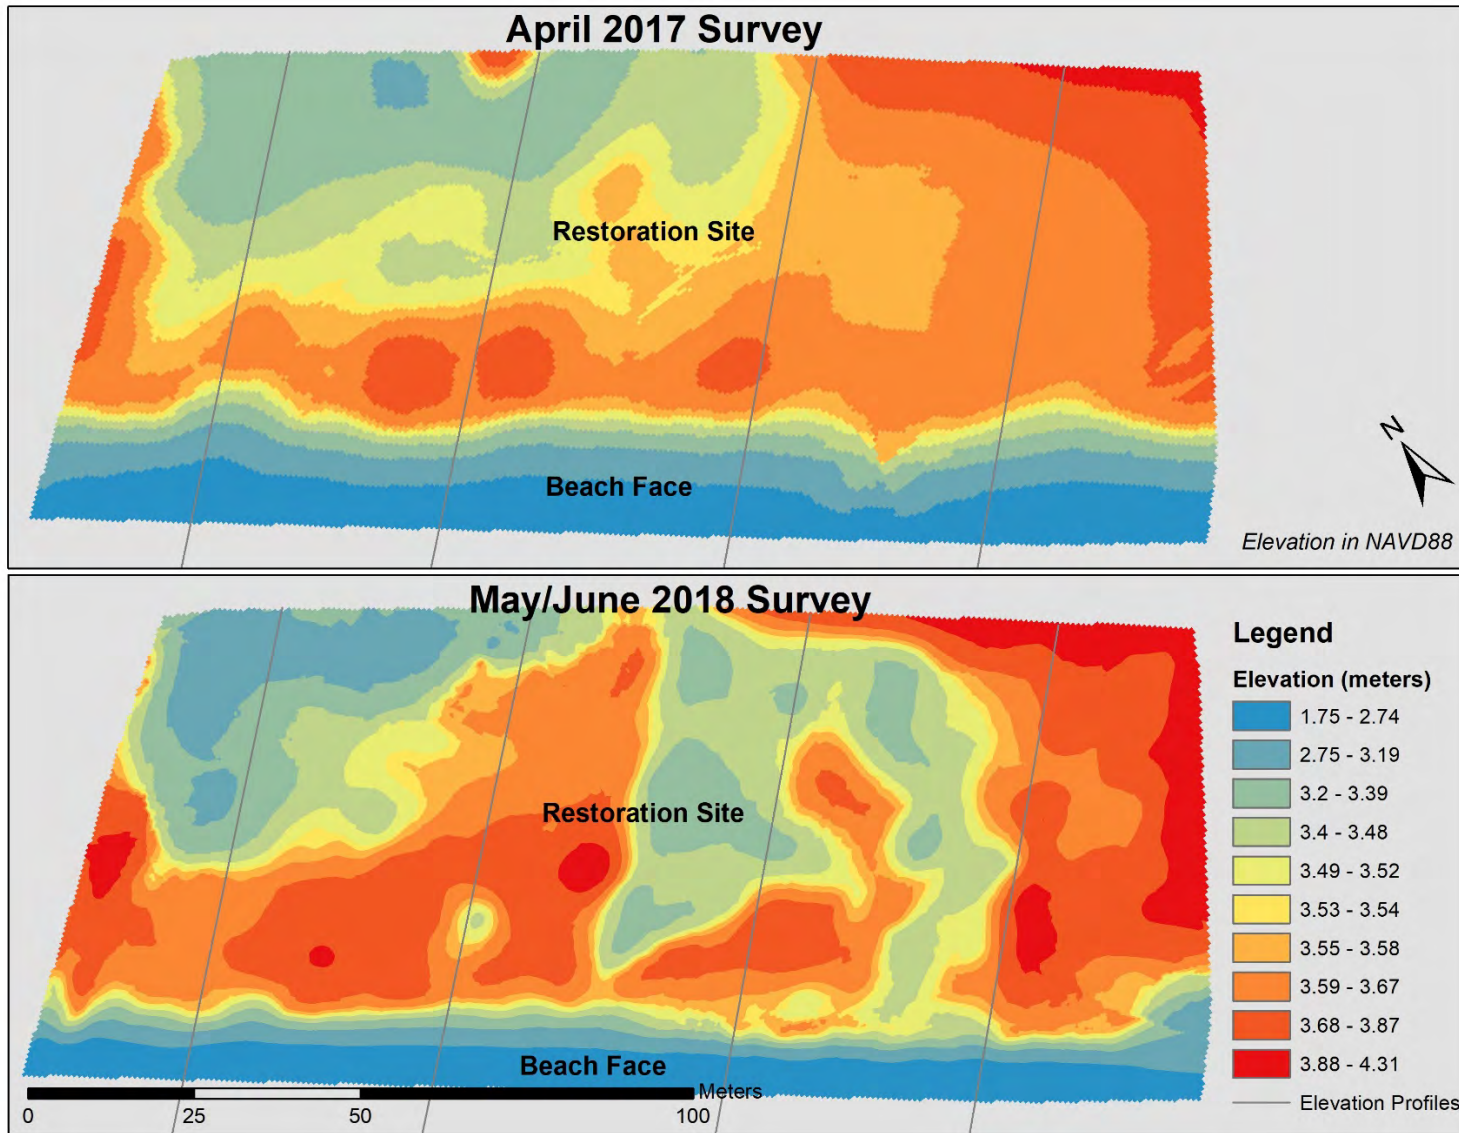 April 2017 Survey
Restoration Site
Beach Face
N
Elevation in NAVD88
May/June 2018 Survey
Restoration Site
Beach Face
Meters
0 25 50 100
Legend
Elevation (meters)
1.75 - 2.74
2.75 - 3.19
3.2 - 3.39
3.4 - 3.48
3.49 - 3.52
3.53 - 3.54
3.55 - 3.58
3.59 - 3.67
3.68 - 3.87
3.88 - 4.31
Elevation Profiles